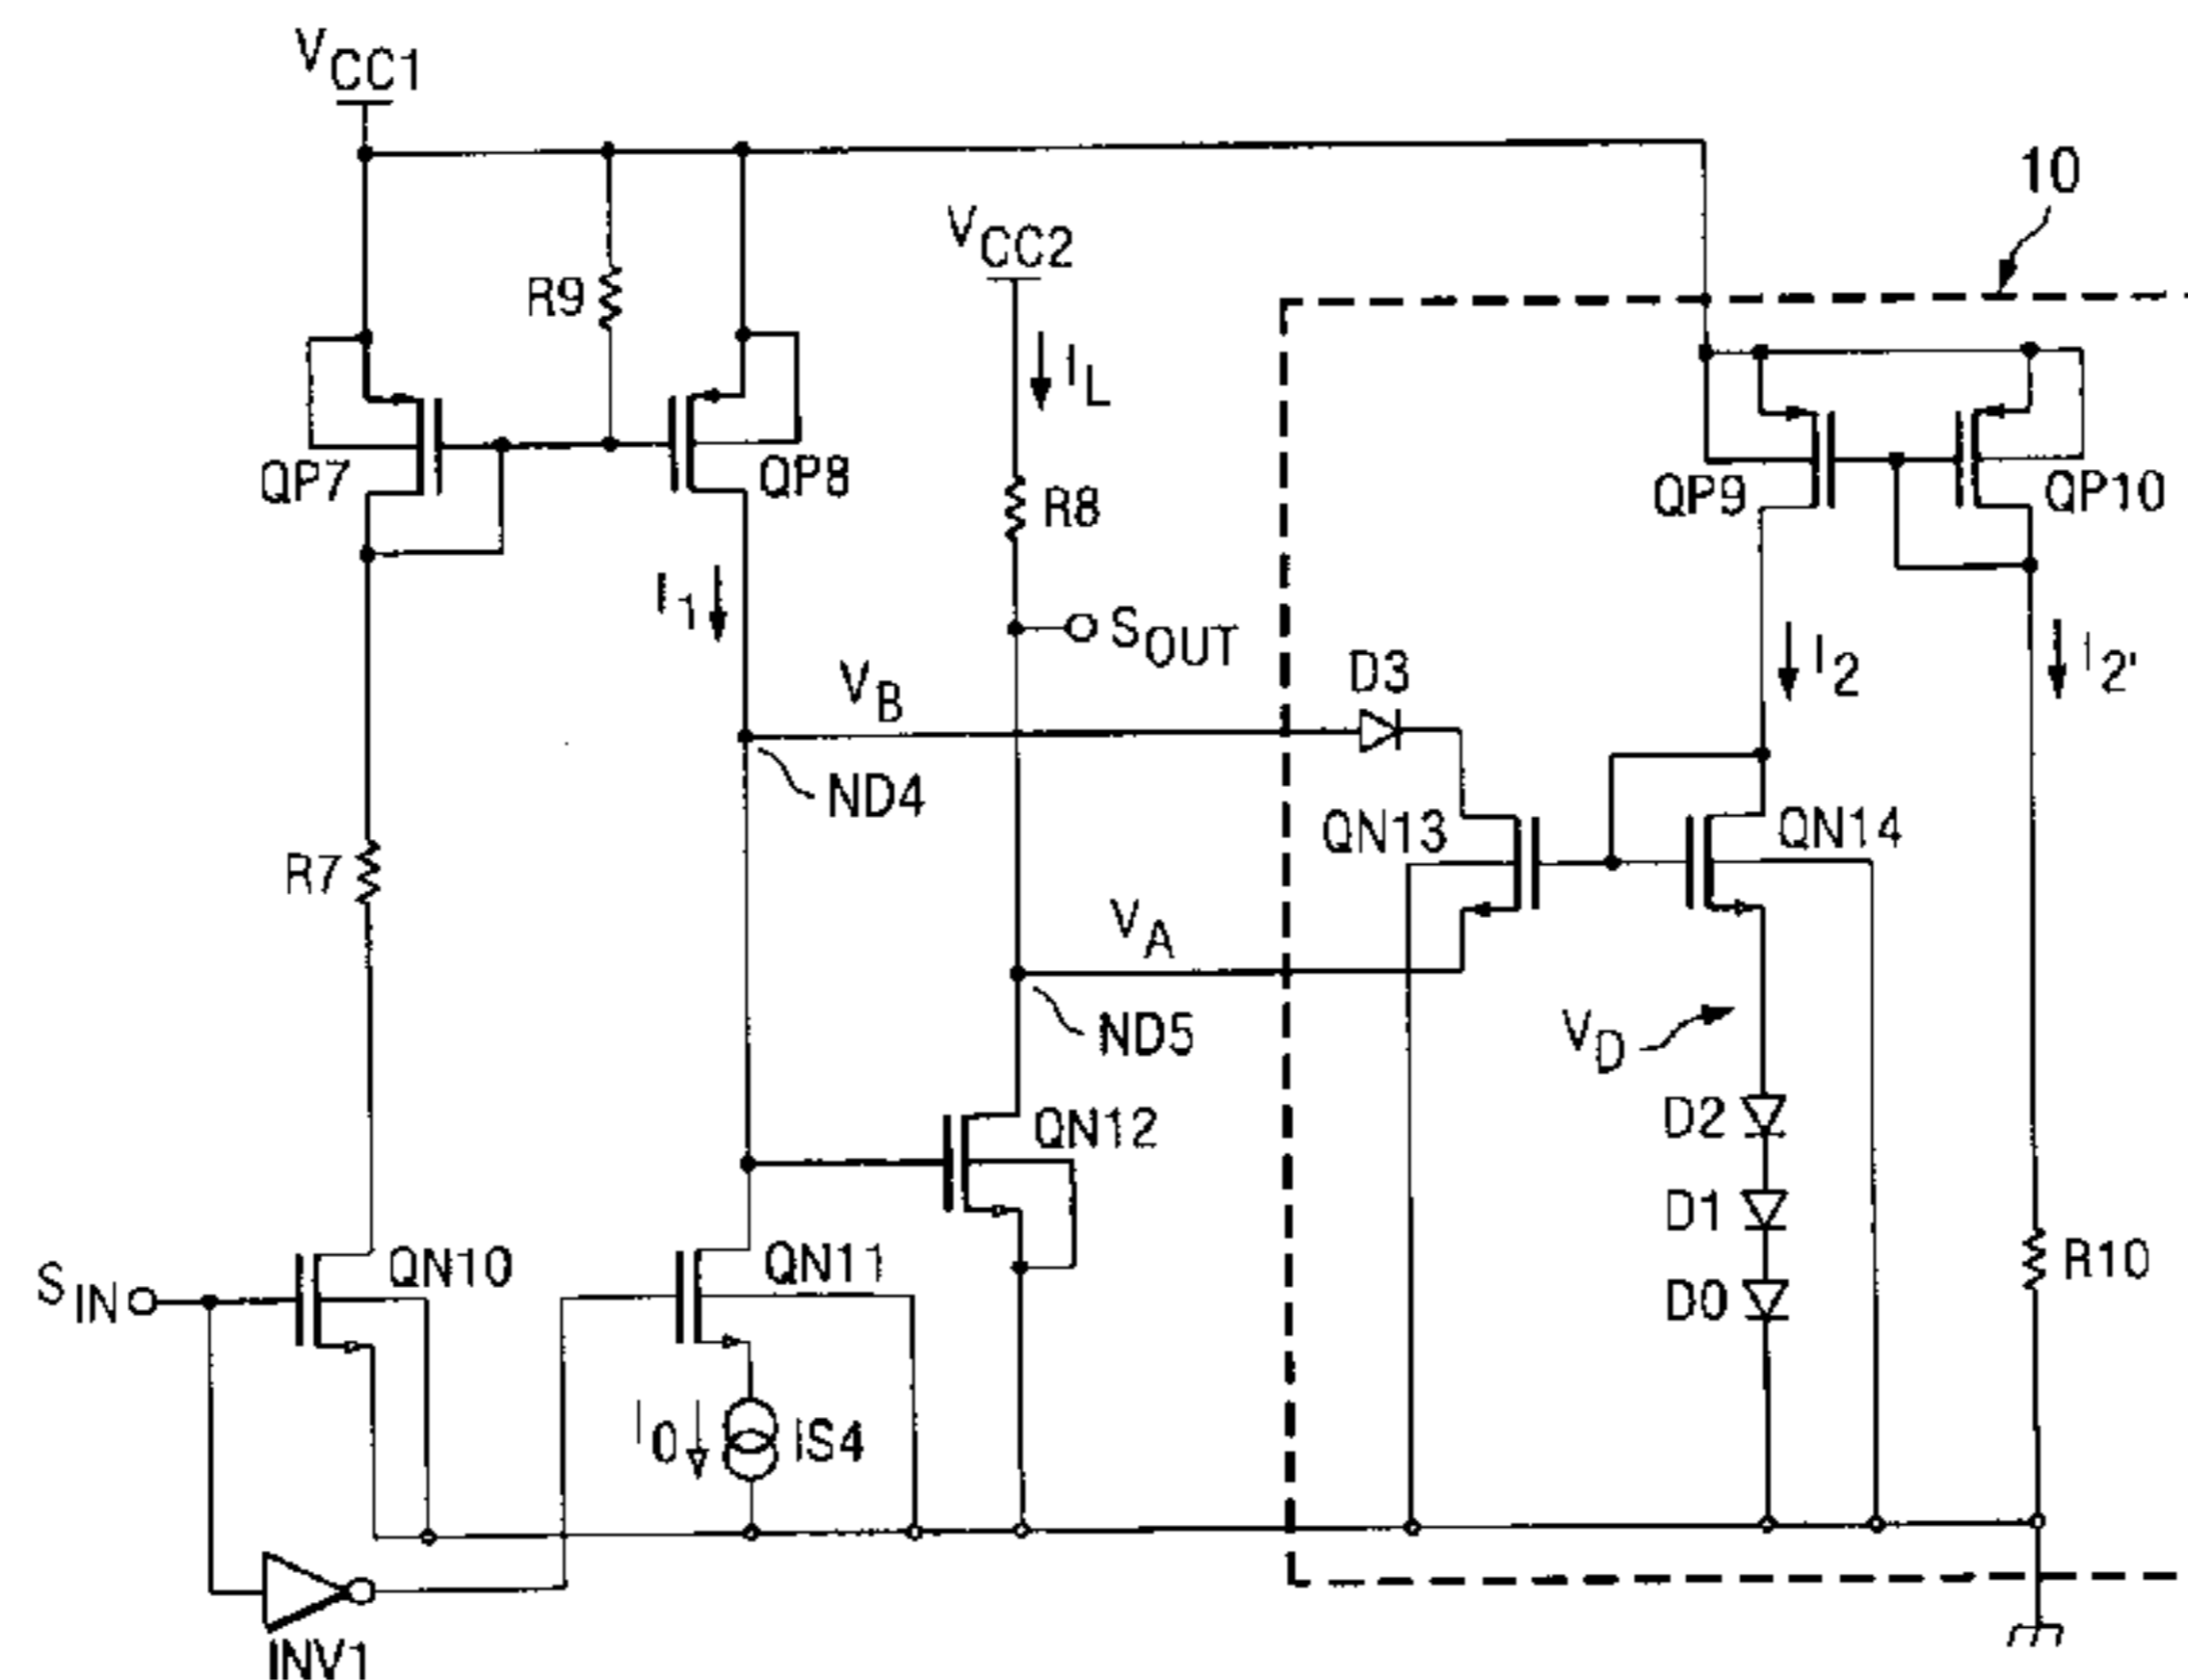 VCC1
10
VCC2
R9
IL
QP7
QP8
R8
QP9
QP10
I1
SOUT
I2
I2'
D3
VB
ND4
QN13
QN14
R7
VA
ND5
VD
D2
QN12
D1
QN10
QN11
R10
SIN
D0
I0
IS4
INV1